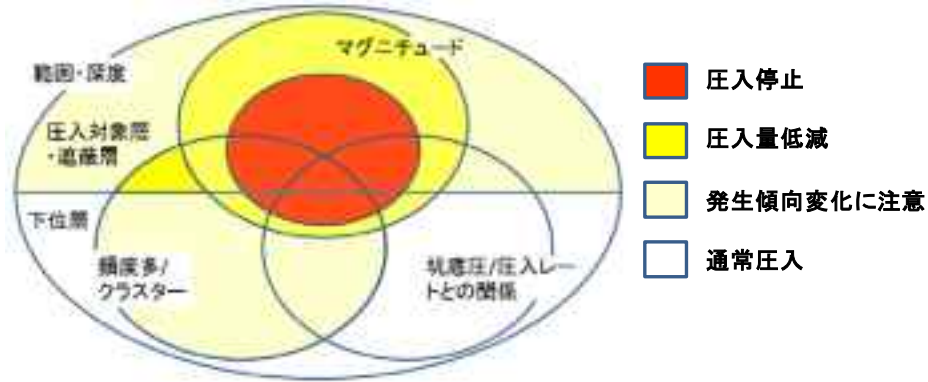 マグニチュード
範囲・深度
圧入対象層
・遮蔽層
下位層
頻度多/
クラスター
坑底圧/圧入レー
トとの関係
圧入停止
圧入量低減
発生傾向変化に注意
通常圧入